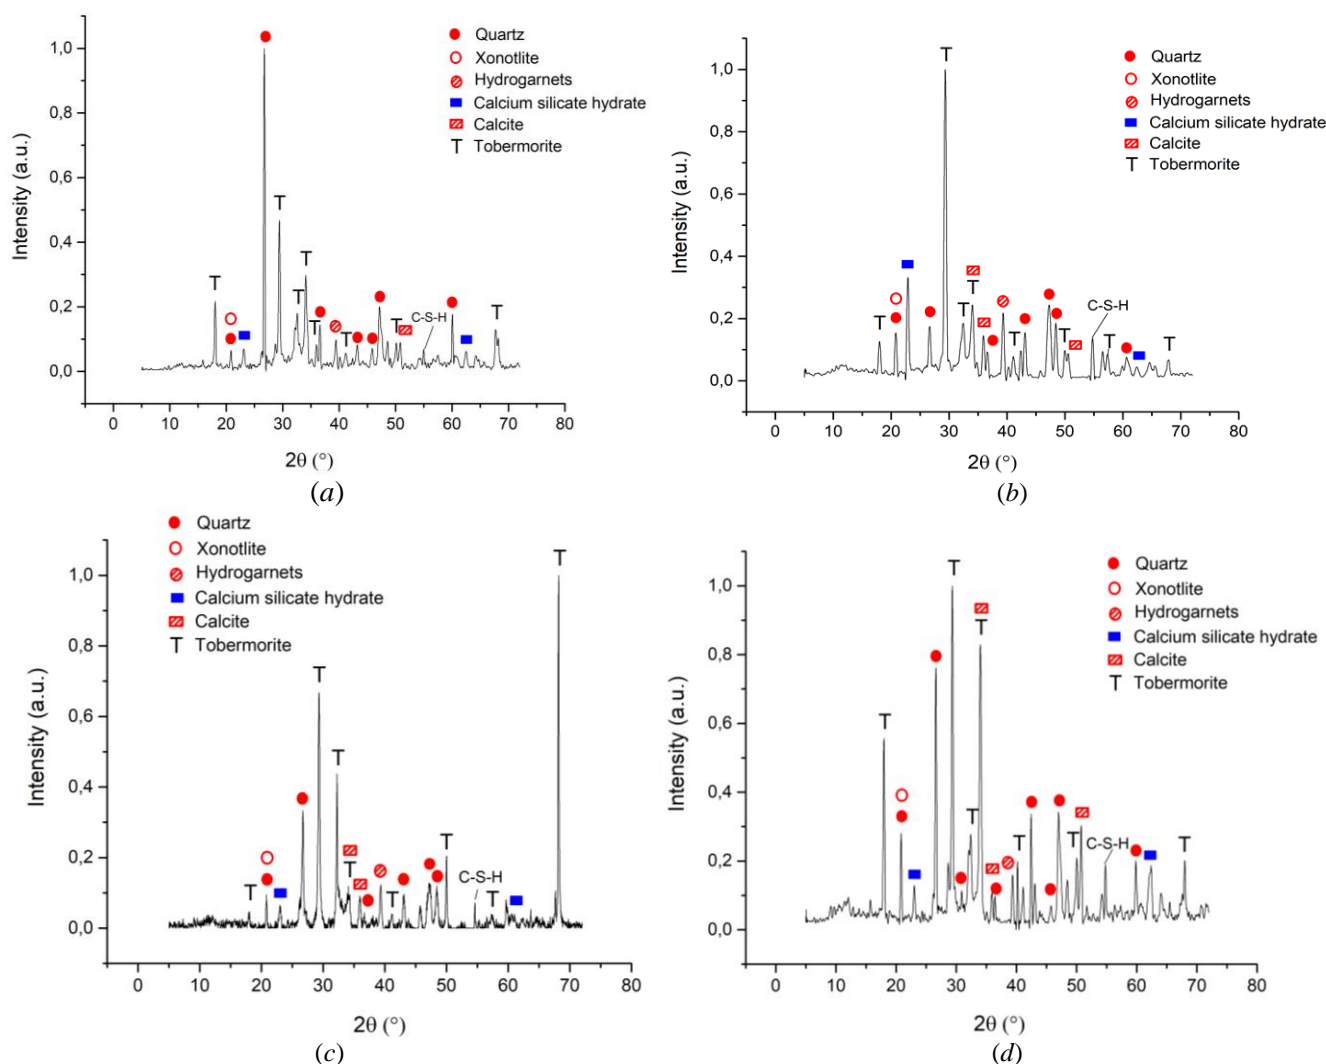 Quartz
Xonotlite
Hydrogarnets
Calcium silicate hydrate
Calcite
T Tobermorite
Intensity (a.u.)
1,0
0,8
0,6
0,4
0,2
0,0
T
T
T
T
T
T
T
C-S-H
T
0 10 20 30 40 50 60 70 80
2θ (°)
(a)
Quartz
Xonotlite
Hydrogarnets
Calcium silicate hydrate
Calcite
T Tobermorite
Intensity (a.u.)
1,0
0,8
0,6
0,4
0,2
0,0
T
T
T
T
T
T
C-S-H
T
T
0 10 20 30 40 50 60 70 80
2θ (°)
(b)
Quartz
Xonotlite
Hydrogarnets
Calcium silicate hydrate
Calcite
T Tobermorite
Intensity (a.u.)
1,0
0,8
0,6
0,4
0,2
0,0
T
T
T
T
T
T
C-S-H
T
T
0 10 20 30 40 50 60 70 80
2θ (°)
(c)
Quartz
Xonotlite
Hydrogarnets
Calcium silicate hydrate
Calcite
T Tobermorite
Intensity (a.u.)
1,0
0,8
0,6
0,4
0,2
0,0
T
T
T
T
T
T
C-S-H
T
0 10 20 30 40 50 60 70 80
2θ (°)
(d)